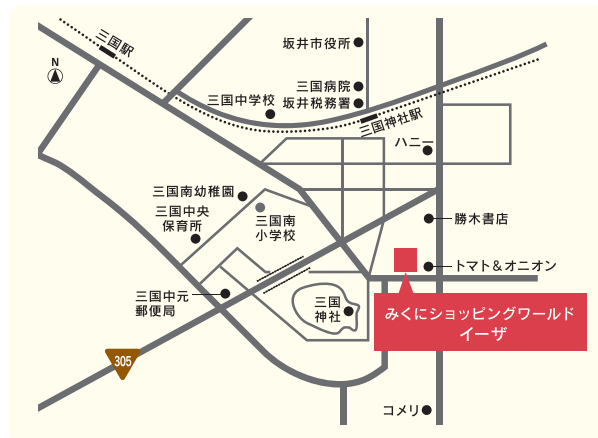 三国駅
N
坂井市役所
三国病院
坂井税務署
三国中学校
三国神社駅
ハニー
三国南幼稚園
三国中央
保育所
三国南
小学校
勝木書店
トマト&オニオン
三国中元
郵便局
三国
神社
みくにショッピングワールド
イーザ
305
コメリ